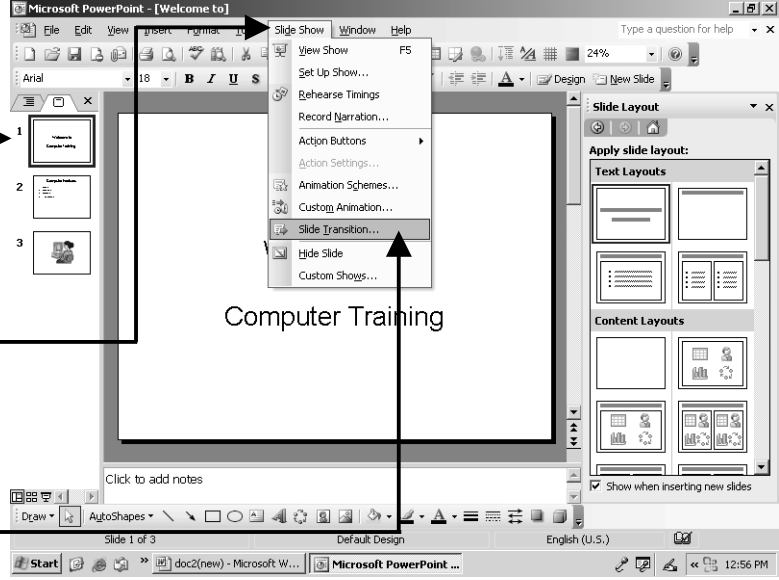 Microsoft PowerPoint - [Welcome to]
File Edit View Insert Format Slide Show Window Help Type a question for help
24%
Arial 18 B I U S A Design New Slide
View Show F5
Set Up Show...
Rehearse Timings
Record Narration...
Action Buttons
Action Settings...
Animation Schemes...
Custom Animation...
Slide Transition...
Hide Slide
Custom Shows...
1
Welcome to
Computer Training
2
3
Computer Training
Slide Layout
Apply slide layout:
Text Layouts
Content Layouts
Show when inserting new slides
Click to add notes
Draw AutoShapes A
Slide 1 of 3 Default Design English (U.S.)
Start doc2(new) - Microsoft W... Microsoft PowerPoint ... 12:56 PM